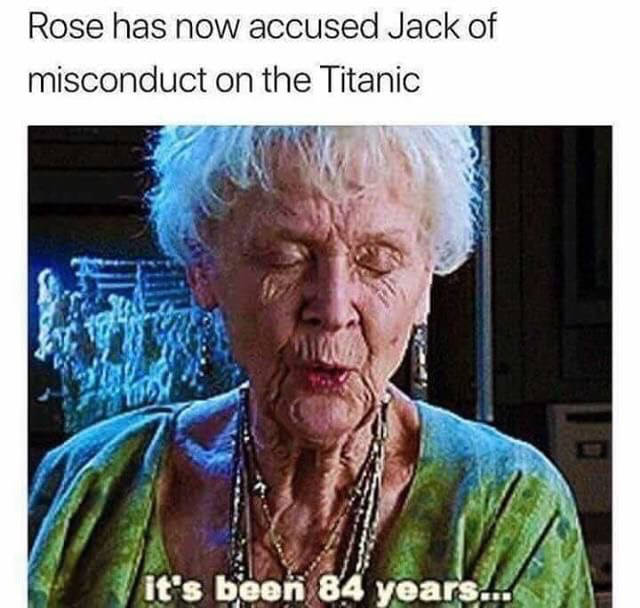 Rose has now accused Jack of
misconduct on the Titanic
it's been 84 years...